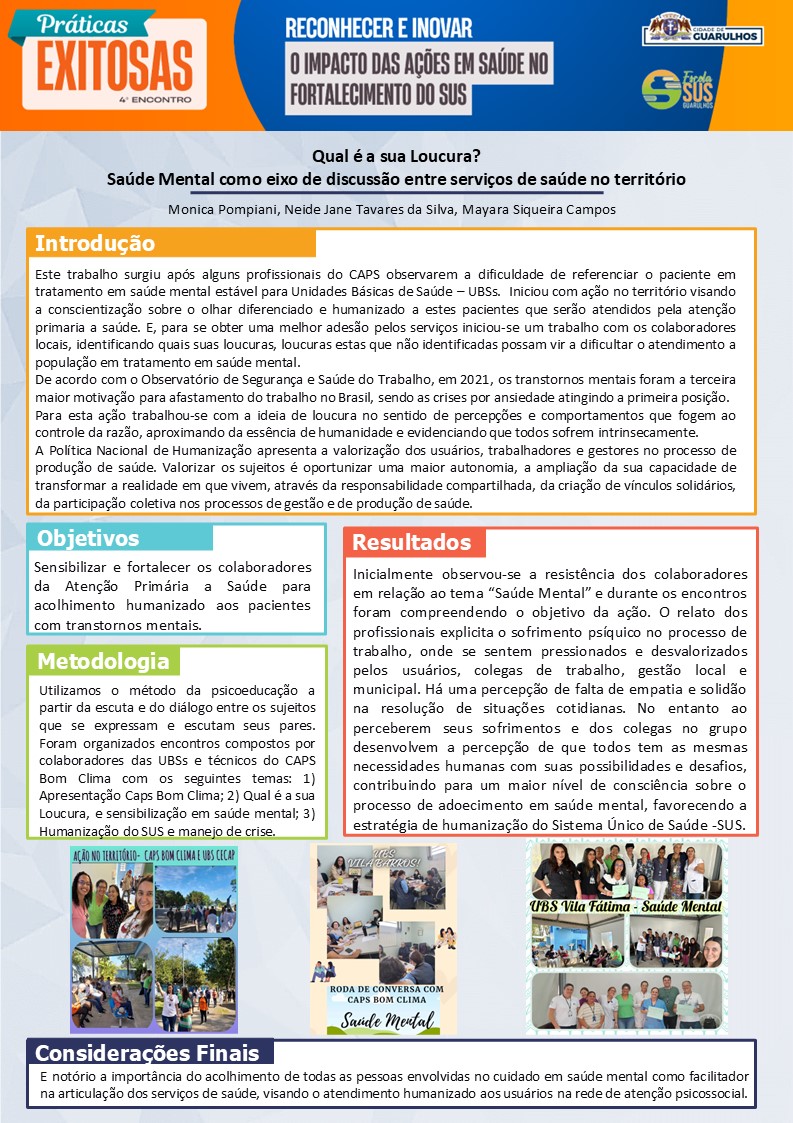 Práticas
EXITOSAS
4º ENCONTRO
RECONHECER E INOVAR
O IMPACTO DAS AÇÕES EM SAÚDE NO
FORTALECIMENTO DO SUS
CIDADE DE
GUARULHOS
Escola
SUS
GUARULHOS
Qual é a sua Loucura?
Saúde Mental como eixo de discussão entre serviços de saúde no território
Monica Pompiani, Neide Jane Tavares da Silva, Mayara Siqueira Campos
Introdução
Este trabalho surgiu após alguns profissionais do CAPS observarem a dificuldade de referenciar o paciente em
tratamento em saúde mental estável para Unidades Básicas de Saúde – UBSs. Iniciou com ação no território visando
a conscientização sobre o olhar diferenciado e humanizado a estes pacientes que serão atendidos pela atenção
primaria a saúde. E, para se obter uma melhor adesão pelos serviços iniciou-se um trabalho com os colaboradores
locais, identificando quais suas loucuras, loucuras estas que não identificadas possam vir a dificultar o atendimento a
população em tratamento em saúde mental.
De acordo com o Observatório de Segurança e Saúde do Trabalho, em 2021, os transtornos mentais foram a terceira
maior motivação para afastamento do trabalho no Brasil, sendo as crises por ansiedade atingindo a primeira posição.
Para esta ação trabalhou-se com a ideia de loucura no sentido de percepções e comportamentos que fogem ao
controle da razão, aproximando da essência de humanidade e evidenciando que todos sofrem intrinsecamente.
A Política Nacional de Humanização apresenta a valorização dos usuários, trabalhadores e gestores no processo de
produção de saúde. Valorizar os sujeitos é oportunizar uma maior autonomia, a ampliação da sua capacidade de
transformar a realidade em que vivem, através da responsabilidade compartilhada, da criação de vínculos solidários,
da participação coletiva nos processos de gestão e de produção de saúde.
Objetivos
Sensibilizar e fortalecer os colaboradores
da Atenção Primária a Saúde para
acolhimento humanizado aos pacientes
com transtornos mentais.
Metodologia
Utilizamos o método da psicoeducação a
partir da escuta e do diálogo entre os sujeitos
que se expressam e escutam seus pares.
Foram organizados encontros compostos por
colaboradores das UBSs e técnicos do CAPS
Bom Clima com os seguintes temas: 1)
Apresentação Caps Bom Clima; 2) Qual é a sua
Loucura, e sensibilização em saúde mental; 3)
Humanização do SUS e manejo de crise.
Resultados
Inicialmente observou-se a resistência dos colaboradores
em relação ao tema “Saúde Mental” e durante os encontros
foram compreendendo o objetivo da ação. O relato dos
profissionais explicita o sofrimento psíquico no processo de
trabalho, onde se sentem pressionados e desvalorizados
pelos usuários, colegas de trabalho, gestão local e
municipal. Há uma percepção de falta de empatia e solidão
na resolução de situações cotidianas. No entanto ao
perceberem seus sofrimentos e dos colegas no grupo
desenvolvem a percepção de que todos tem as mesmas
necessidades humanas com suas possibilidades e desafios,
contribuindo para um maior nível de consciência sobre o
processo de adoecimento em saúde mental, favorecendo a
estratégia de humanização do Sistema Único de Saúde -SUS.
AÇÃO NO TERRITÓRIO- CAPS BOM CLIMA E UBS CECAP
UBS
VILA BARROS!
RODA DE CONVERSA COM
CAPS BOM CLIMA
Saúde Mental
UBS Vila Fátima - Saúde Mental
Considerações Finais
E notório a importância do acolhimento de todas as pessoas envolvidas no cuidado em saúde mental como facilitador
na articulação dos serviços de saúde, visando o atendimento humanizado aos usuários na rede de atenção psicossocial.